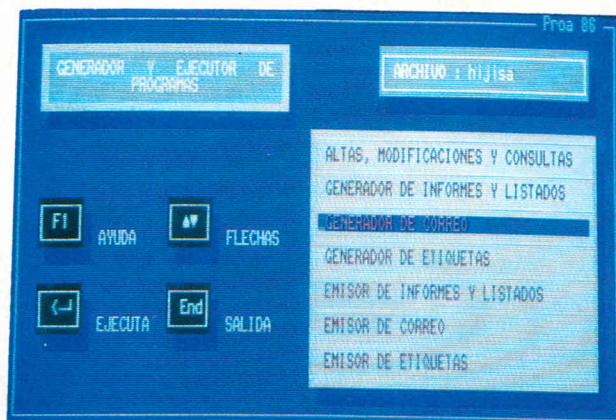 Proa 86
GENERADOR Y EJECUTOR DE
PROGRAMAS
ARCHIVO : hijisa
ALTAS, MODIFICACIONES Y CONSULTAS
GENERADOR DE INFORMES Y LISTADOS
GENERADOR DE CORREO
GENERADOR DE ETIQUETAS
EMISOR DE INFORMES Y LISTADOS
EMISOR DE CORREO
EMISOR DE ETIQUETAS
F1 AYUDA
FLECHAS
EJECUTA
End SALIDA